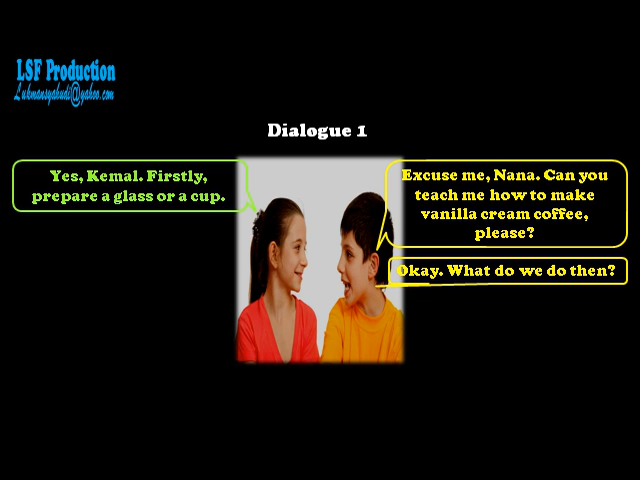 LSF Production
Lukmansyahudi@yahoo.com
Dialogue 1
Yes, Kemal. Firstly,
prepare a glass or a cup.
Excuse me, Nana. Can you
teach me how to make
vanilla cream coffee,
please?
Okay. What do we do then?